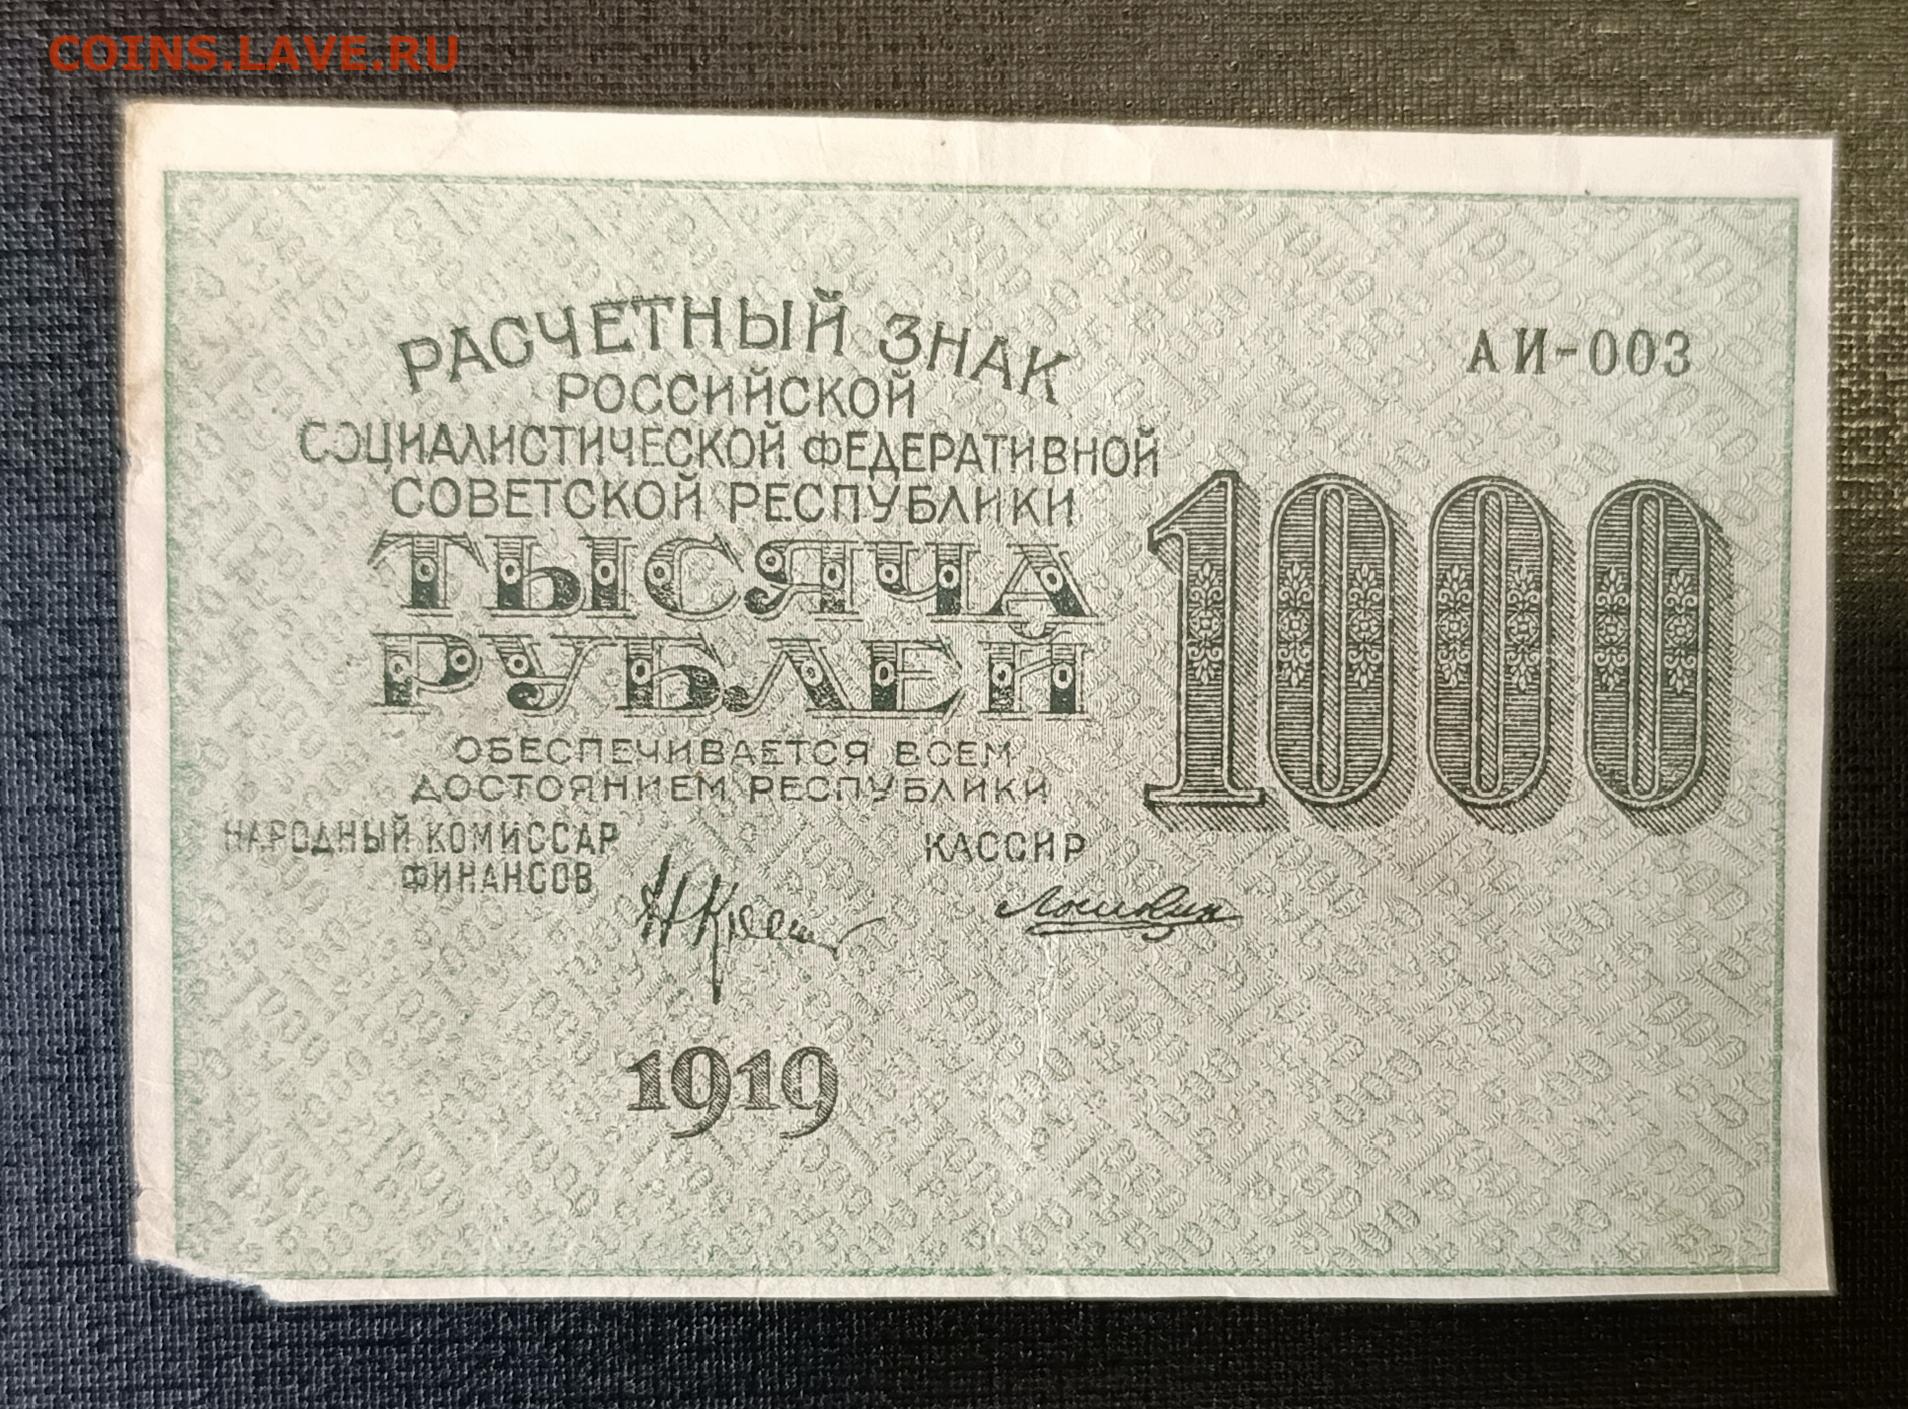 COINS.LAVE.RU
РАСЧЕТНЫЙ ЗНАК
АИ-003
РОССИЙСКОЙ
СОЦИАЛИСТИЧЕСКОЙ ФЕДЕРАТИВНОЙ
СОВЕТСКОЙ РЕСПУБЛИКИ
ТЫСЯЧА
РУБЛЕЙ
1000
ОБЕСПЕЧИВАЕТСЯ ВСЕМ
ДОСТОЯНИЕМ РЕСПУБЛИКИ
НАРОДНЫЙ КОМИССАР
ФИНАНСОВ
КАССИР
1919